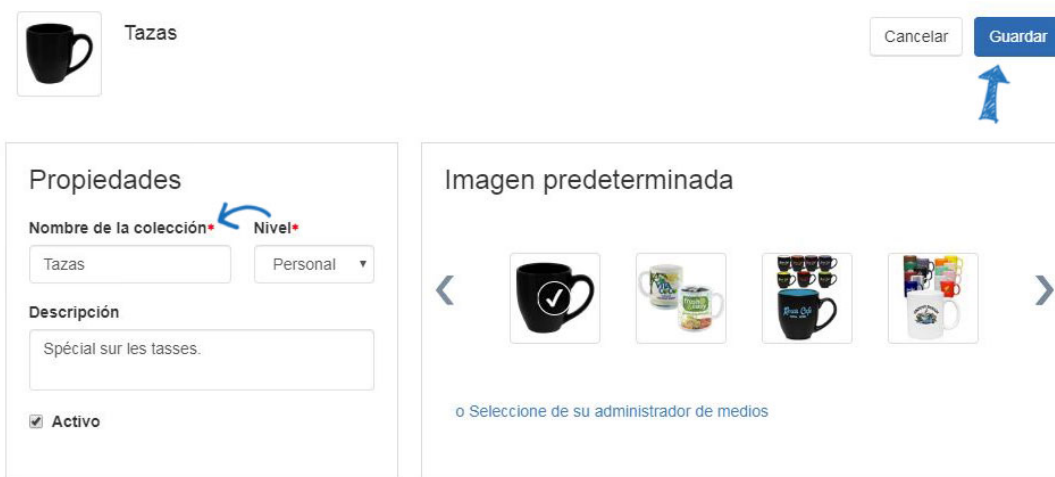 Tazas
Cancelar
Guardar
Propiedades
Nombre de la colección*
Nivel*
Tazas
Personal
Descripción
Spécial sur les tasses.
Activo
Imagen predeterminada
o Seleccione de su administrador de medios